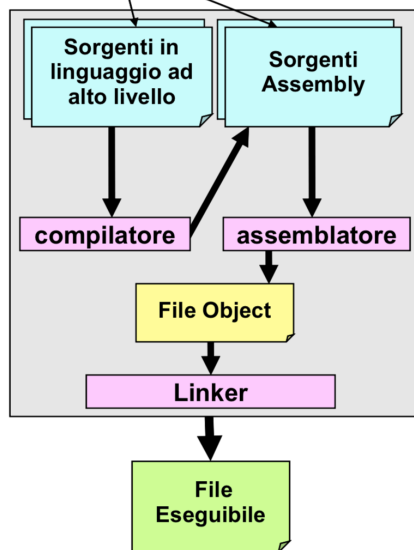 Sorgenti in
linguaggio ad
alto livello
Sorgenti
Assembly
compilatore
assemblatore
File Object
Linker
File
Eseguibile